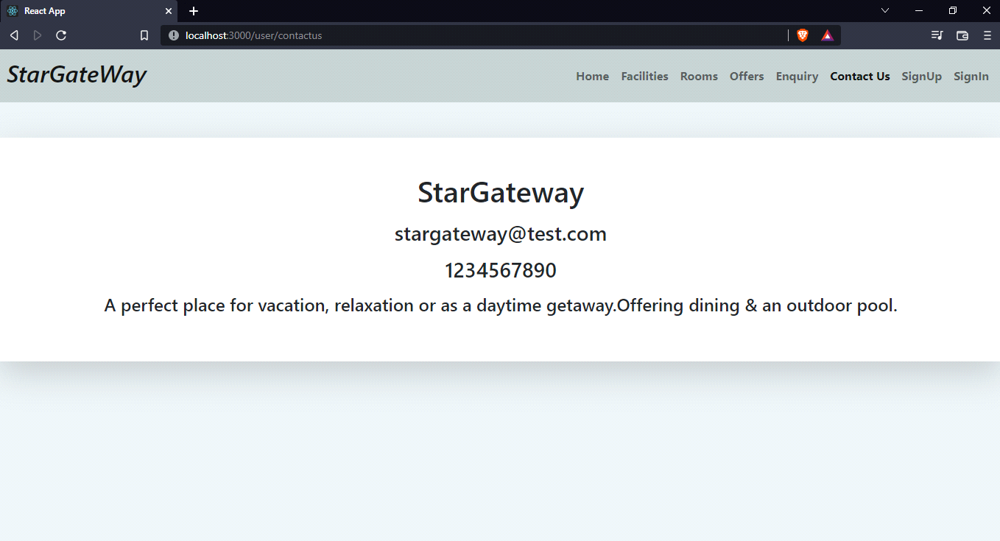 React App
localhost:3000/user/contactus
StarGateWay
Home Facilities Rooms Offers Enquiry Contact Us SignUp SignIn
StarGateway
stargateway@test.com
1234567890
A perfect place for vacation, relaxation or as a daytime getaway.Offering dining & an outdoor pool.